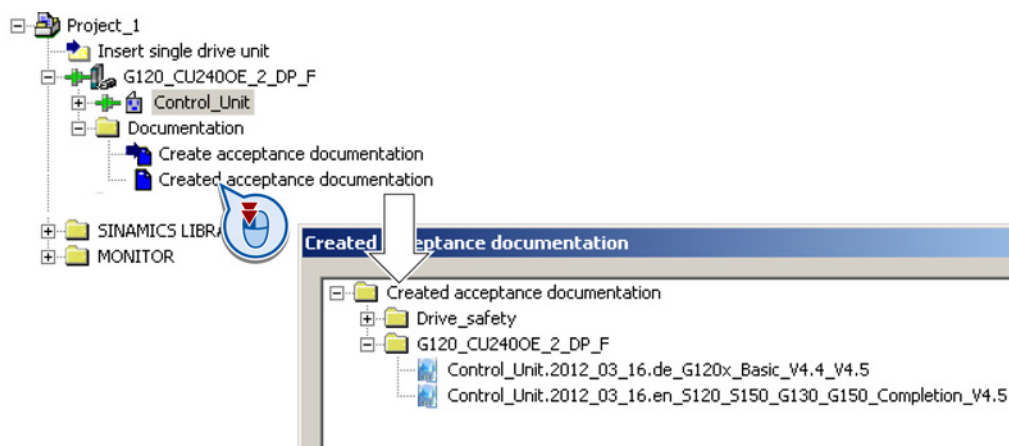 Project_1
Insert single drive unit
G120_CU240OE_2_DP_F
Control_Unit
Documentation
Create acceptance documentation
Created acceptance documentation
SINAMICS LIBRA
MONITOR
Created acceptance documentation
Created acceptance documentation
Drive_safety
G120_CU240OE_2_DP_F
Control_Unit.2012_03_16.de_G120x_Basic_V4.4_V4.5
Control_Unit.2012_03_16.en_S120_S150_G130_G150_Completion_V4.5